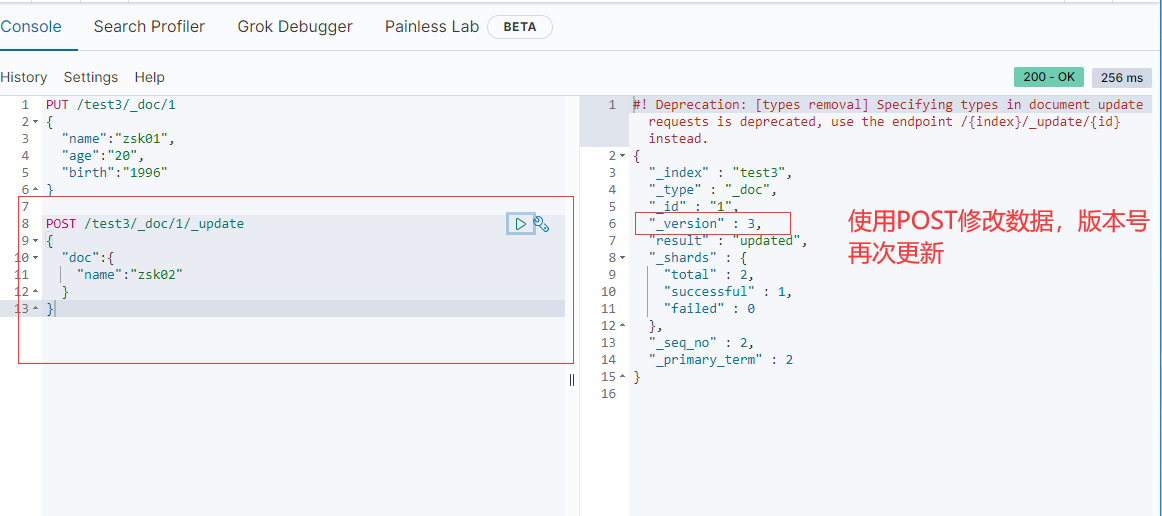 Console Search Profiler Grok Debugger Painless Lab BETA
History Settings Help 200 - OK 256 ms
1 PUT /test3/_doc/1
2 {
3 "name":"zsk01",
4 "age":"20",
5 "birth":"1996"
6 }
7
8 POST /test3/_doc/1/_update
9 {
10 "doc":{
11 "name":"zsk02"
12 }
13 }
1 #! Deprecation: [types removal] Specifying types in document update
requests is deprecated, use the endpoint /{index}/_update/{id}
instead.
2 {
3 "_index" : "test3",
4 "_type" : "_doc",
5 "_id" : "1",
6 "_version" : 3,
7 "result" : "updated",
8 "_shards" : {
9 "total" : 2,
10 "successful" : 1,
11 "failed" : 0
12 },
13 "_seq_no" : 2,
14 "_primary_term" : 2
15 }
16
使用POST修改数据，版本号
再次更新